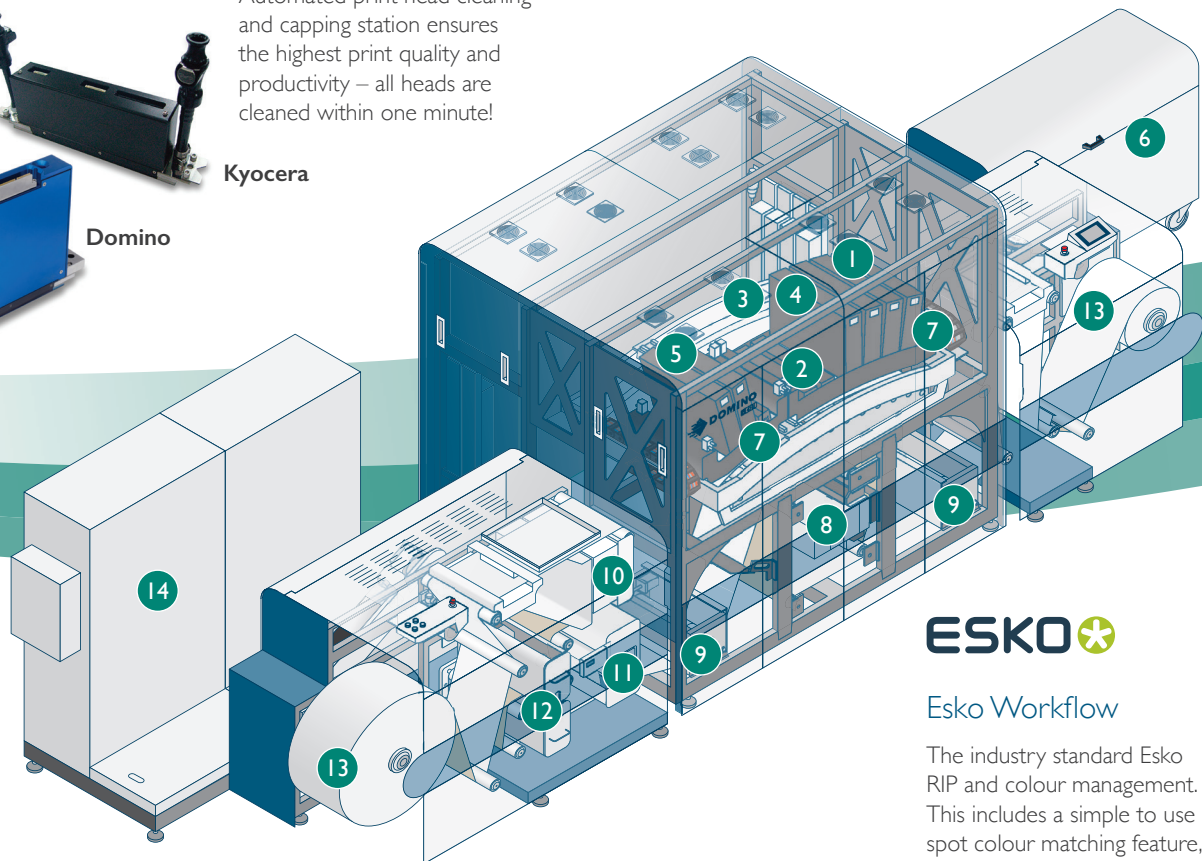 Automated print head cleaning
and capping station ensures
the highest print quality and
productivity – all heads are
cleaned within one minute!
Kyocera
Domino
6
1
13
3
4
7
5
2
DOMINO
7
9
8
10
14
9
11
12
13
ESKO
Esko Workflow
The industry standard Esko
RIP and colour management.
This includes a simple to use
spot colour matching feature,